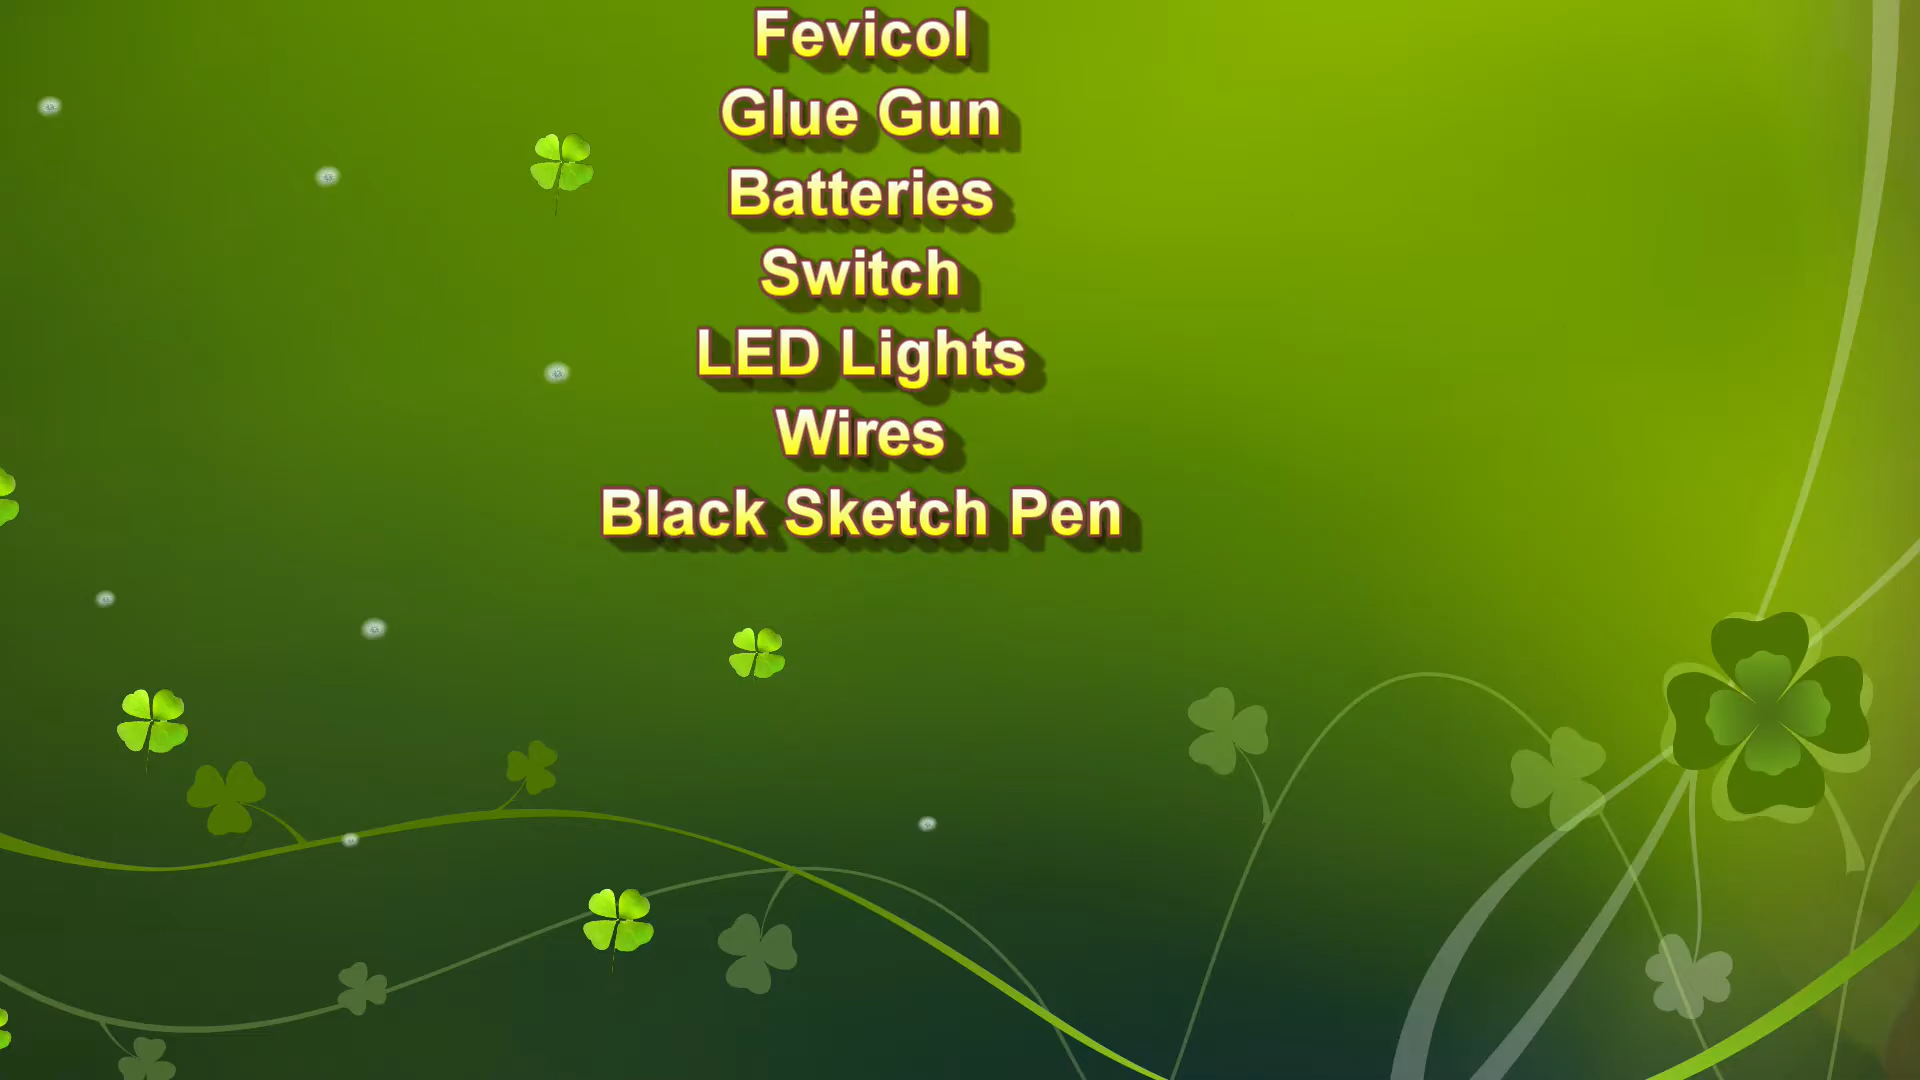 Fevicol
Glue Gun
Batteries
Switch
LED Lights
Wires
Black Sketch Pen